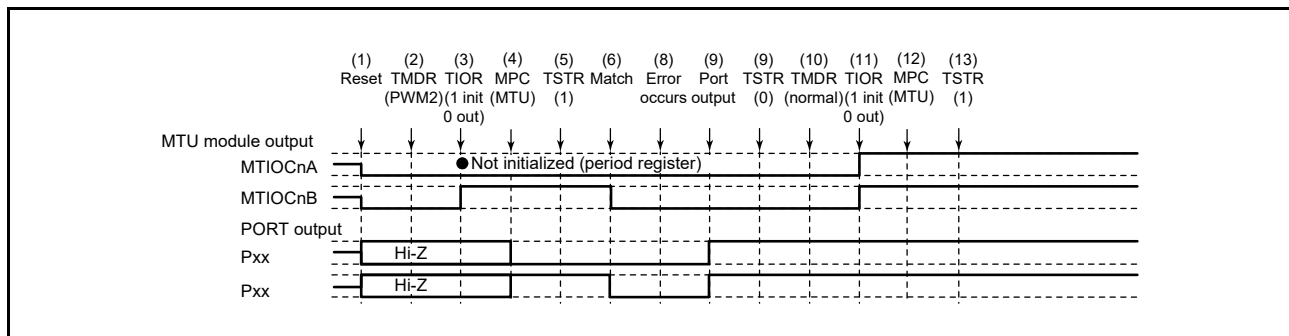 (1) (2) (3) (4) (5) (6) (8) (9) (9) (10) (11) (12) (13)
Reset TMDR TIOR MPC TSTR Match Error Port TSTR TMDR TIOR MPC TSTR
(PWM2) (1 init (MTU) (1) occurs output (0) (normal) (1 init (MTU) (1)
0 out) 0 out)
MTU module output
MTIOCnA ●Not initialized (period register)
MTIOCnB
PORT output
Pxx Hi-Z
Pxx Hi-Z